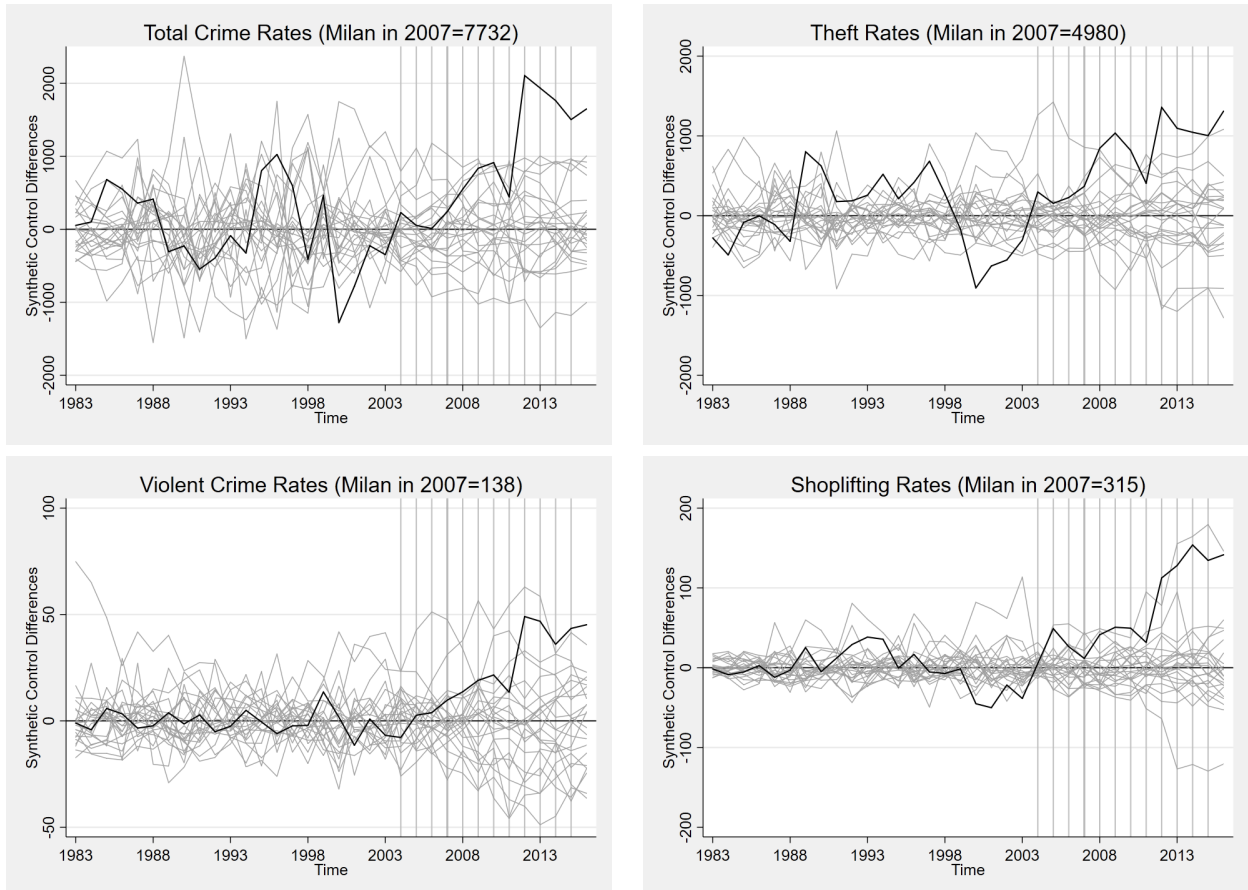 Total Crime Rates (Milan in 2007=7732)
Synthetic Control Differences
2000
1000
0
-1000
-2000
1983 1988 1993 1998 2003 2008 2013
Time
Theft Rates (Milan in 2007=4980)
Synthetic Control Differences
2000
1000
0
-1000
-2000
1983 1988 1993 1998 2003 2008 2013
Time
Violent Crime Rates (Milan in 2007=138)
Synthetic Control Differences
100
50
0
-50
1983 1988 1993 1998 2003 2008 2013
Time
Shoplifting Rates (Milan in 2007=315)
Synthetic Control Differences
200
100
0
-100
-200
1983 1988 1993 1998 2003 2008 2013
Time